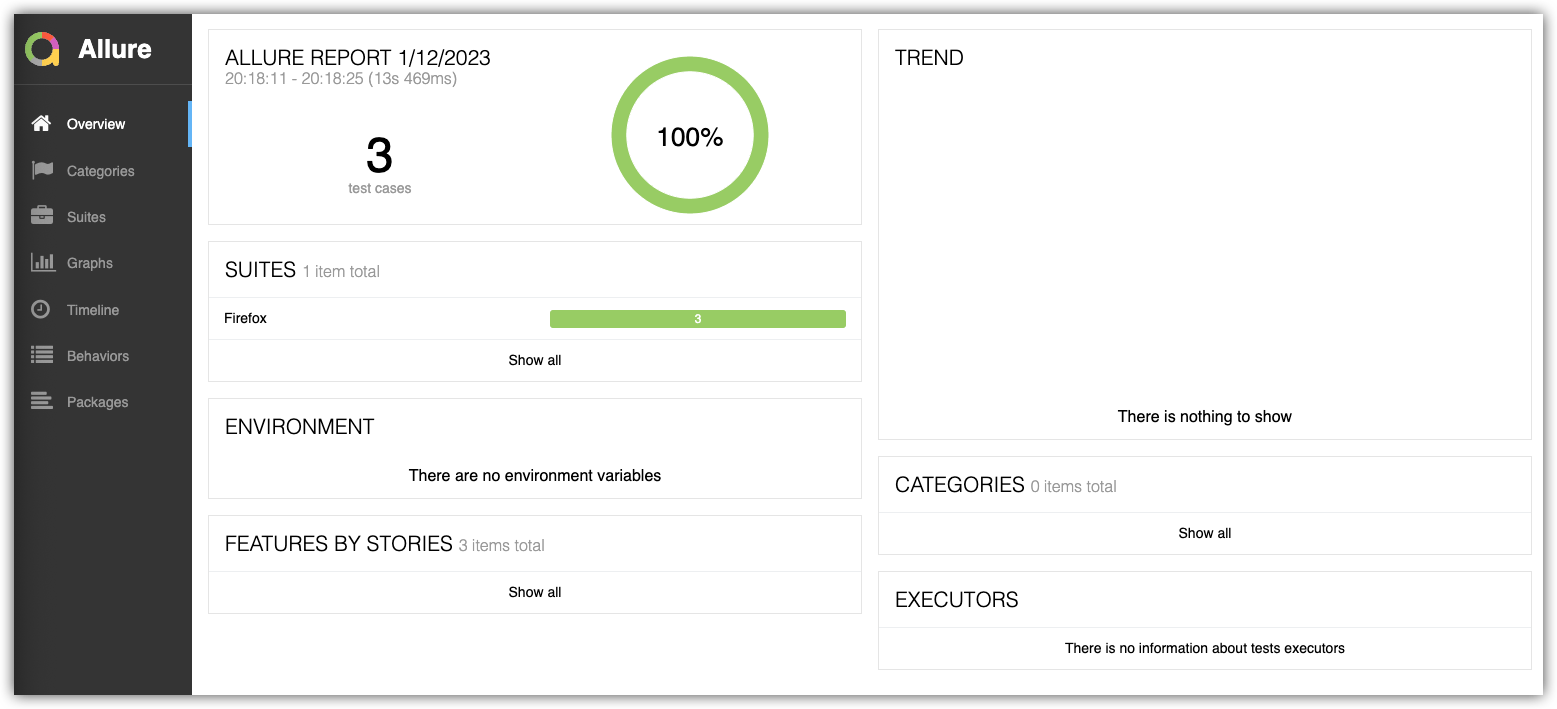 Allure
Overview
Categories
Suites
Graphs
Timeline
Behaviors
Packages
ALLURE REPORT 1/12/2023
20:18:11 - 20:18:25 (13s 469ms)
3
test cases
100%
SUITES 1 item total
Firefox 3
Show all
ENVIRONMENT
There are no environment variables
FEATURES BY STORIES 3 items total
Show all
TREND
There is nothing to show
CATEGORIES 0 items total
Show all
EXECUTORS
There is no information about tests executors